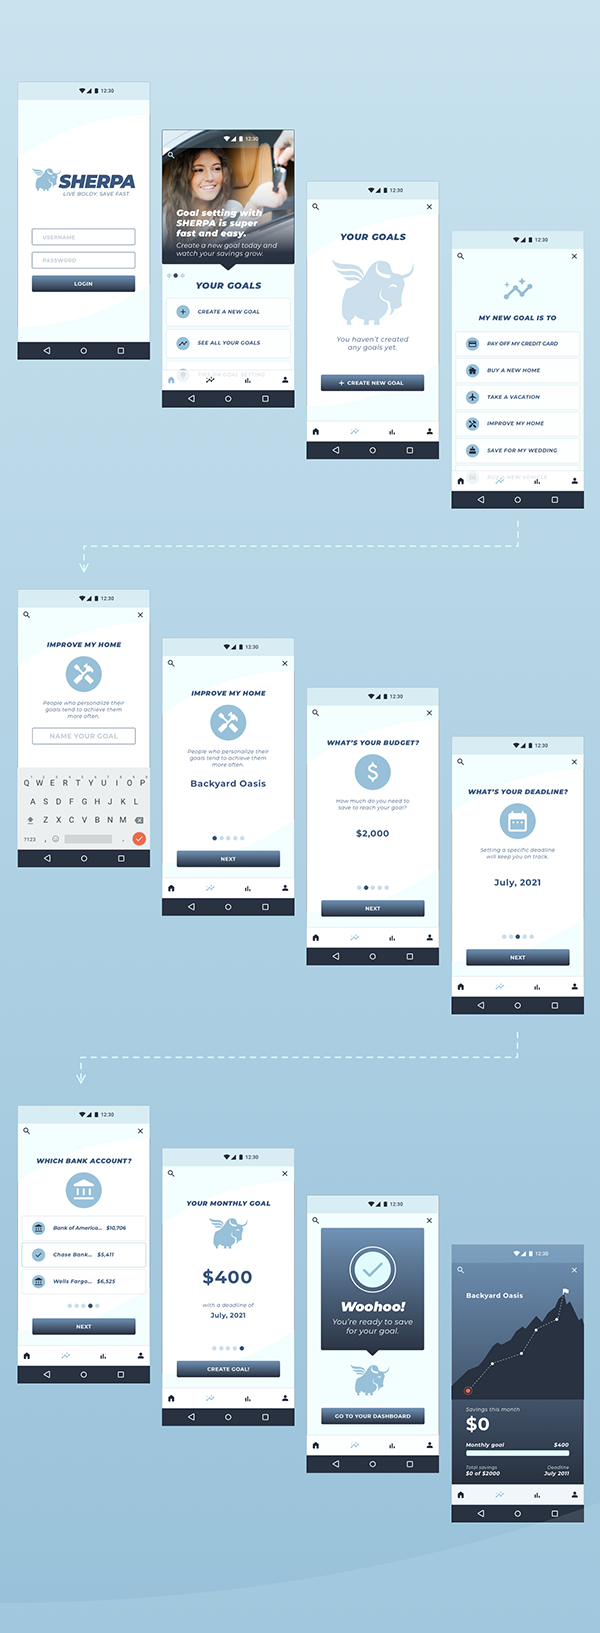 12:30
SHERPA
LIVE BOLDY. SAVE FAST.
USERNAME
PASSWORD
LOGIN
12:30
Goal setting with
SHERPA is super
fast and easy.
Create a new goal today and
watch your savings grow.
YOUR GOALS
CREATE A NEW GOAL
SEE ALL YOUR GOALS
TIPS ON GOAL SETTING
12:30
YOUR GOALS
You haven't created
any goals yet.
+ CREATE NEW GOAL
12:30
MY NEW GOAL IS TO
PAY OFF MY CREDIT CARD
BUY A NEW HOME
TAKE A VACATION
IMPROVE MY HOME
SAVE FOR MY WEDDING
BUY A NEW VEHICLE
12:30
IMPROVE MY HOME
People who personalize their
goals tend to achieve them
more often.
NAME YOUR GOAL
Q W E R T Y U I O P
A S D F G H J K L
Z X C V B N M
?123 , .
12:30
IMPROVE MY HOME
People who personalize their
goals tend to achieve them
more often.
Backyard Oasis
NEXT
12:30
WHAT'S YOUR BUDGET?
$
How much do you need to
save to reach your goal?
$2,000
NEXT
12:30
WHAT'S YOUR DEADLINE?
Setting a specific deadline
will keep you on track.
July, 2021
NEXT
12:30
WHICH BANK ACCOUNT?
Bank of America... $10,706
Chase Bank... $5,411
Wells Fargo... $6,525
NEXT
12:30
YOUR MONTHLY GOAL
$400
with a deadline of
July, 2021
CREATE GOAL!
12:30
Woohoo!
You're ready to save
for your goal.
GO TO YOUR DASHBOARD
12:30
Backyard Oasis
Savings this month
$0
Monthly goal $400
Total savings Deadline
$0 of $2000 July 2011